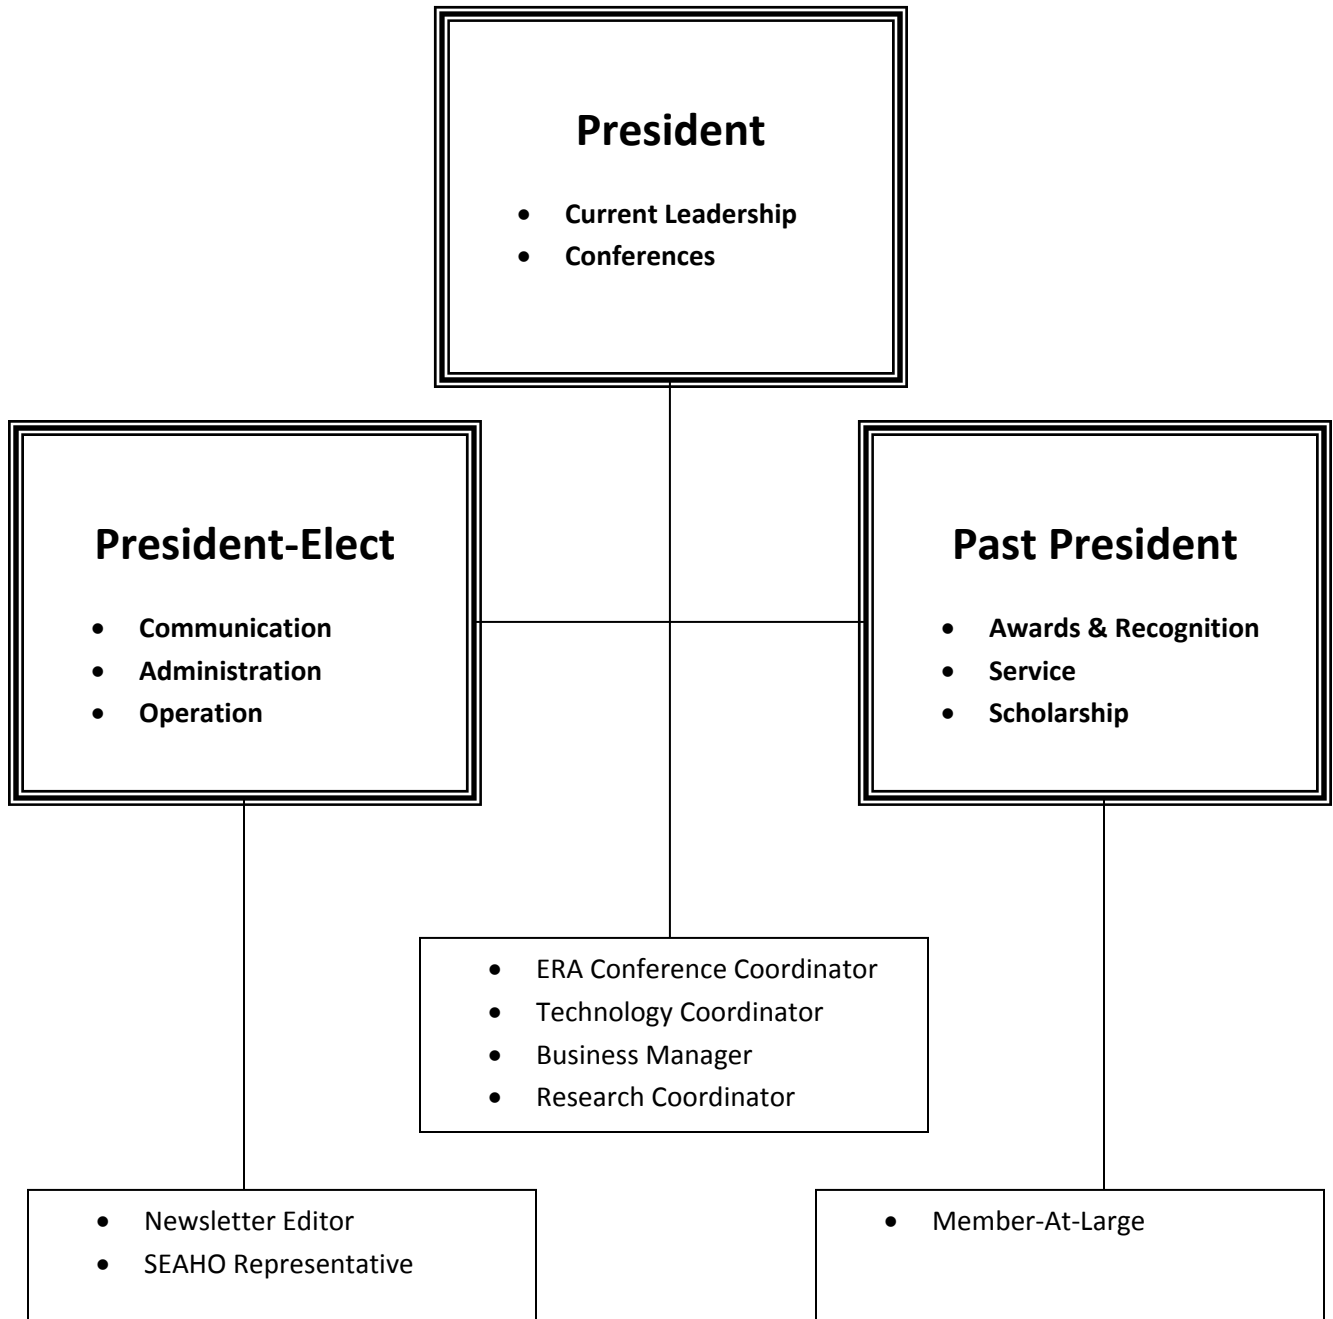 President
• Current Leadership
• Conferences
President-Elect
• Communication
• Administration
• Operation
Past President
• Awards & Recognition
• Service
• Scholarship
• ERA Conference Coordinator
• Technology Coordinator
• Business Manager
• Research Coordinator
• Newsletter Editor
• SEAHO Representative
• Member-At-Large